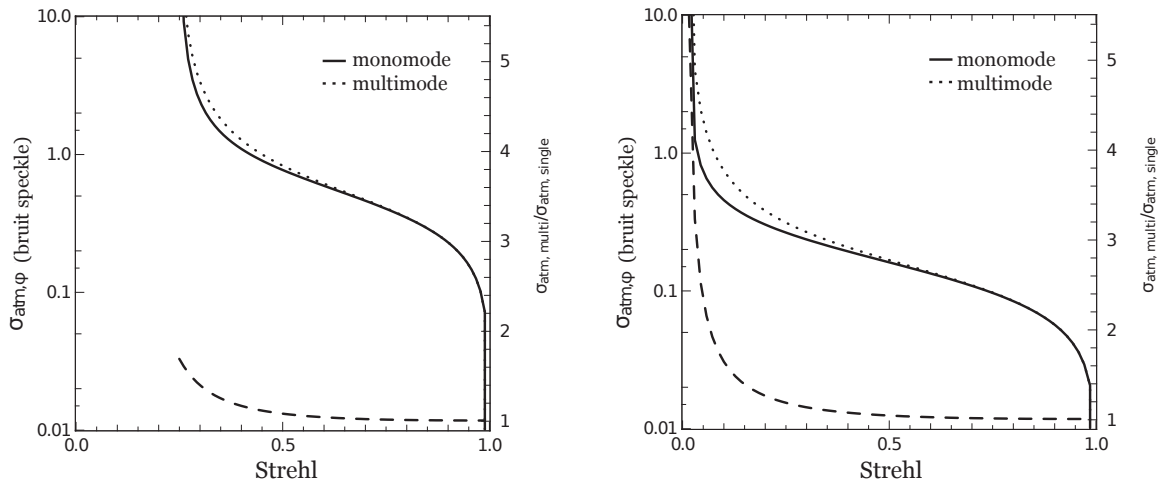 10.0
1.0
0.1
0.01
σatm,φ (bruit speckle)
monomode
multimode
5
4
3
2
1
σatm, multi/σatm, single
0.0
0.5
1.0
Strehl
10.0
1.0
0.1
0.01
σatm,φ (bruit speckle)
monomode
multimode
5
4
3
2
1
σatm, multi/σatm, single
0.0
0.5
1.0
Strehl